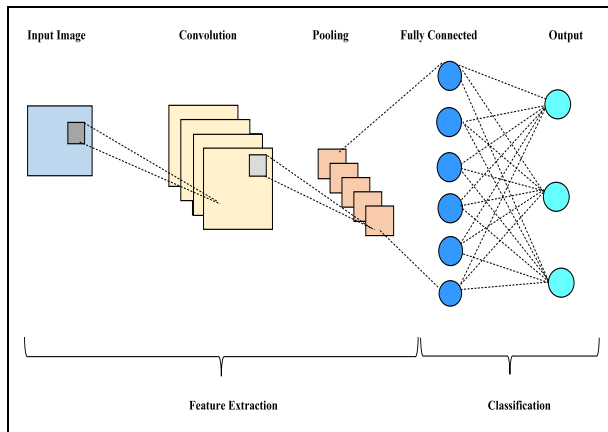 Input Image Convolution Pooling Fully Connected Output
Feature Extraction Classification